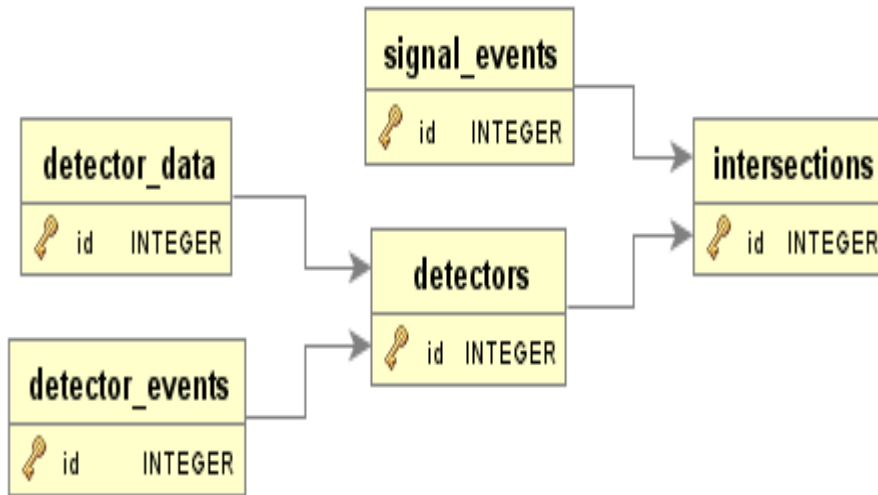 signal_events
id INTEGER
detector_data
id INTEGER
intersections
id INTEGER
detectors
id INTEGER
detector_events
id INTEGER